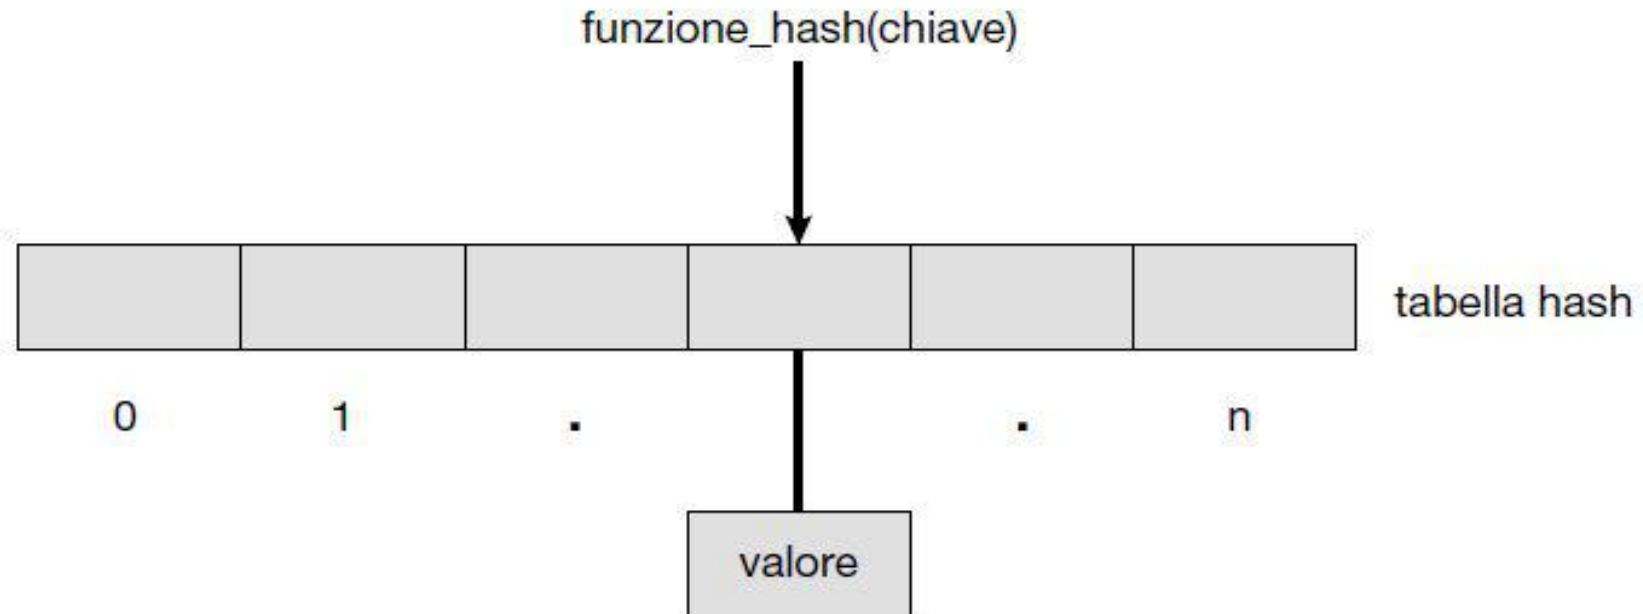 funzione_hash(chiave)
tabella hash
0 1 . . n
valore